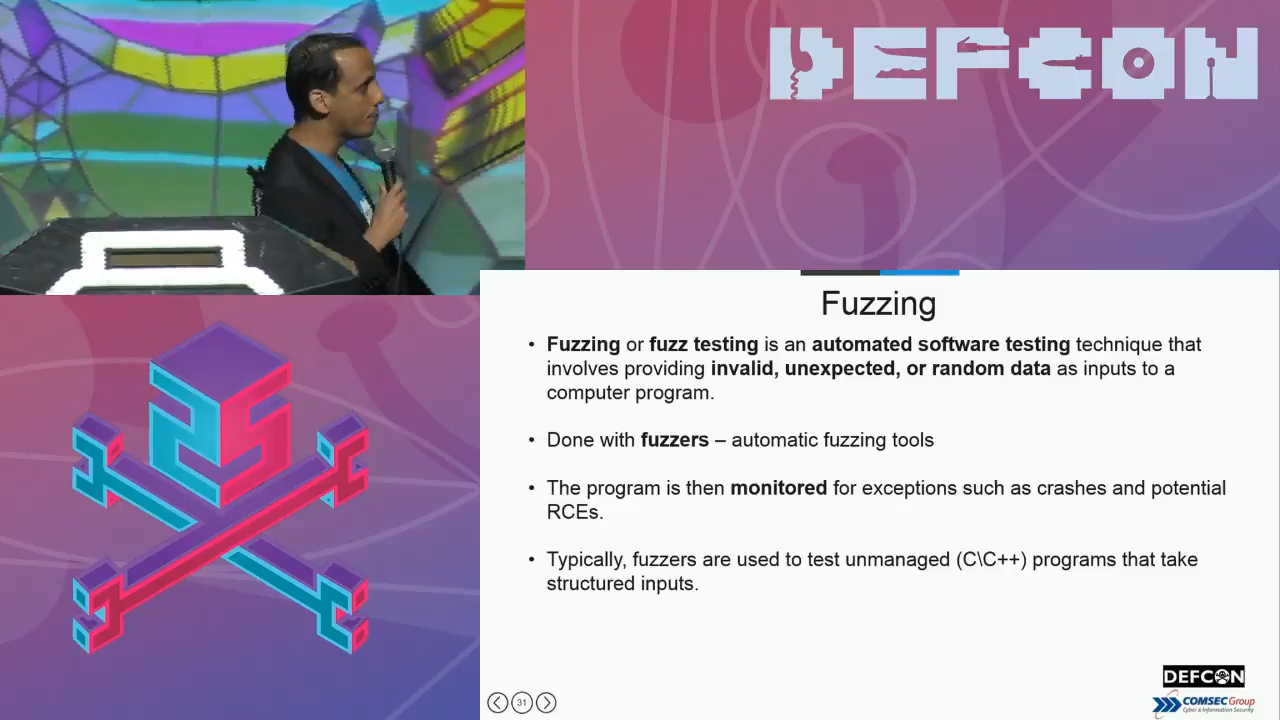 DEFCON
Fuzzing
• Fuzzing or fuzz testing is an automated software testing technique that
involves providing invalid, unexpected, or random data as inputs to a
computer program.
• Done with fuzzers – automatic fuzzing tools
• The program is then monitored for exceptions such as crashes and potential
RCEs.
• Typically, fuzzers are used to test unmanaged (C\C++) programs that take
structured inputs.
DEFCON
31
COMSEC Group
Cyber & Information Security